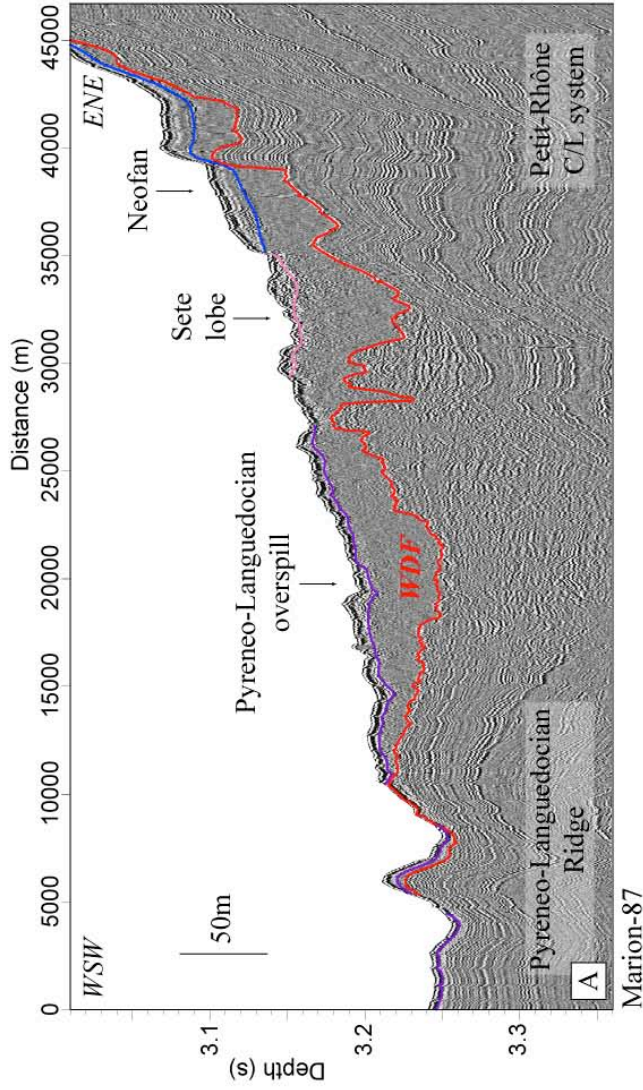 Distance (m)
0
5000
10000
15000
20000
25000
30000
35000
40000
45000
WSW
ENE
50m
Neofan
Sete
lobe
Pyreneo-Languedocian
overspill
WDF
Depth (s)
3.1
3.2
3.3
A
Pyreneo-Languedocian
Ridge
Petit-Rhône
C/L system
Marion-87